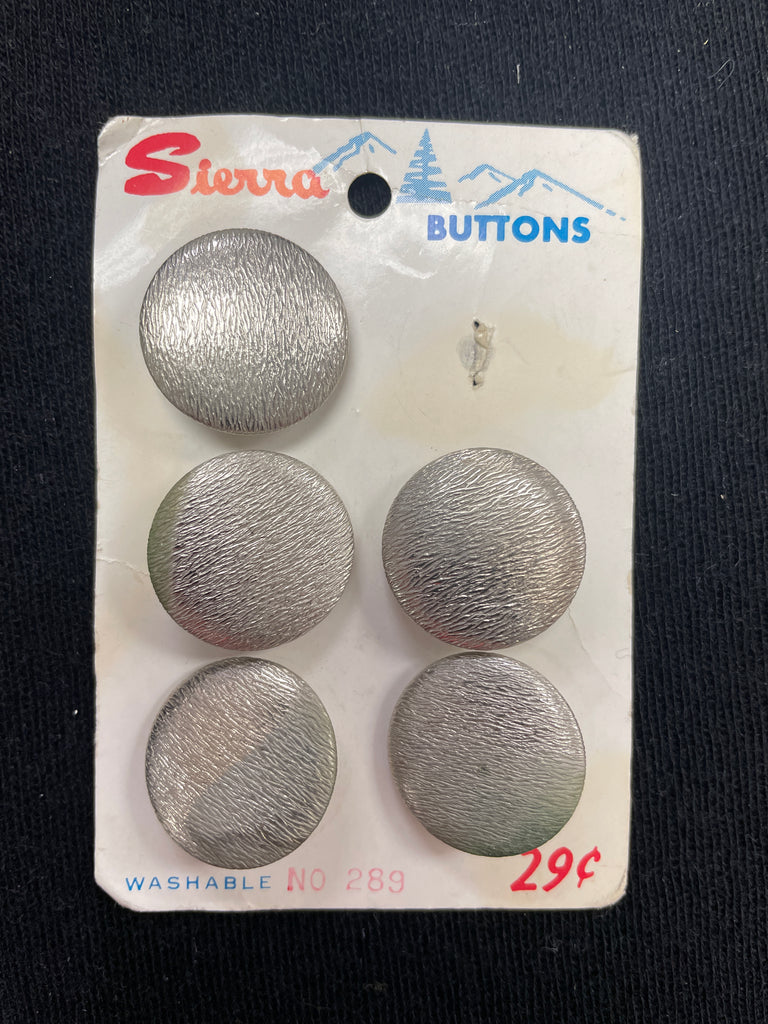 Sierra
BUTTONS
WASHABLE NO 289
29¢